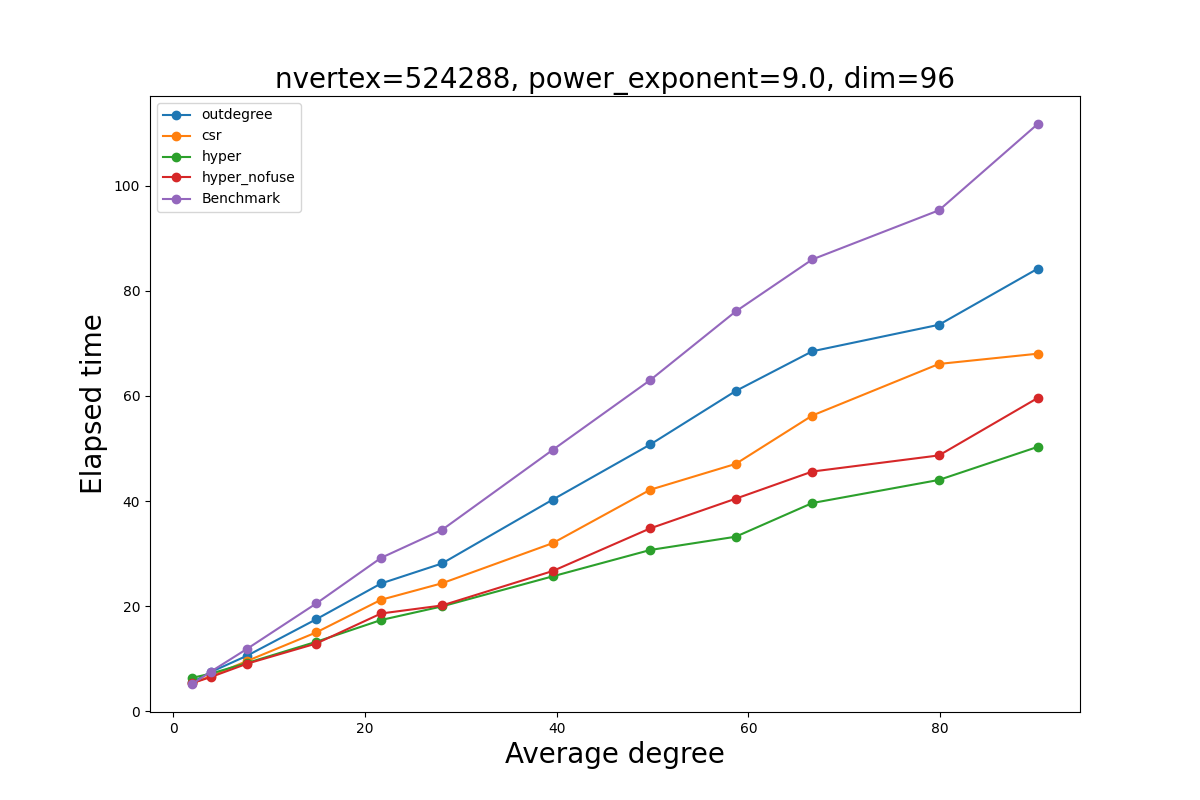 nvertex=524288, power_exponent=9.0, dim=96
outdegree
csr
hyper
hyper_nofuse
Benchmark
100
80
60
40
20
0
Elapsed time
0 20 40 60 80
Average degree